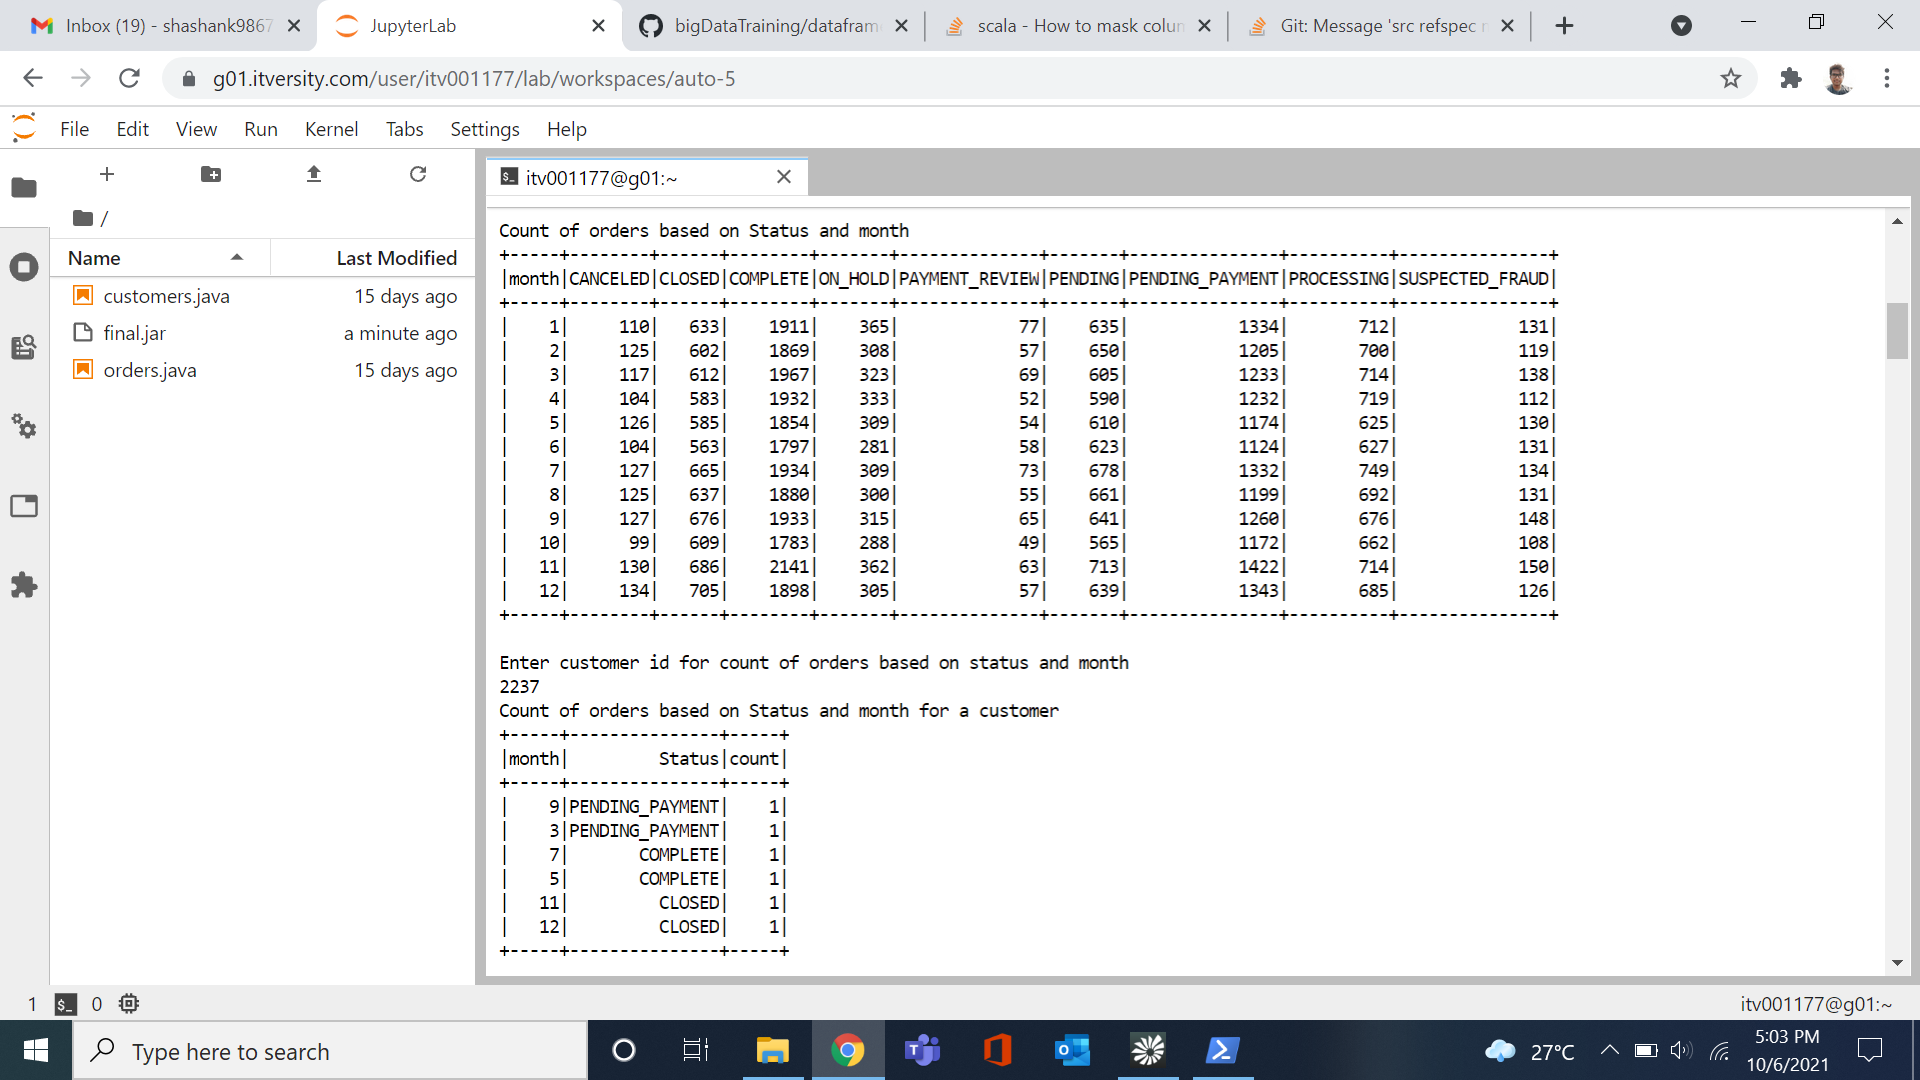 Inbox (19) - shashank9867
JupyterLab
bigDataTraining/datafram
scala - How to mask colum
Git: Message 'src refspec
g01.itversity.com/user/itv001177/lab/workspaces/auto-5
File Edit View Run Kernel Tabs Settings Help
itv001177@g01:~
/
Name Last Modified
customers.java 15 days ago
final.jar a minute ago
orders.java 15 days ago
Count of orders based on Status and month
+-----+--------+------+--------+-------+--------------+-------+---------------+----------+---------------+
|month|CANCELED|CLOSED|COMPLETE|ON_HOLD|PAYMENT_REVIEW|PENDING|PENDING_PAYMENT|PROCESSING|SUSPECTED_FRAUD|
+-----+--------+------+--------+-------+--------------+-------+---------------+----------+---------------+
|    1|     110|   633|    1911|    365|            77|    635|           1334|       712|            131|
|    2|     125|   602|    1869|    308|            57|    650|           1205|       700|            119|
|    3|     117|   612|    1967|    323|            69|    605|           1233|       714|            138|
|    4|     104|   583|    1932|    333|            52|    590|           1232|       719|            112|
|    5|     126|   585|    1854|    309|            54|    610|           1174|       625|            130|
|    6|     104|   563|    1797|    281|            58|    623|           1124|       627|            131|
|    7|     127|   665|    1934|    309|            73|    678|           1332|       749|            134|
|    8|     125|   637|    1880|    300|            55|    661|           1199|       692|            131|
|    9|     127|   676|    1933|    315|            65|    641|           1260|       676|            148|
|   10|      99|   609|    1783|    288|            49|    565|           1172|       662|            108|
|   11|     130|   686|    2141|    362|            63|    713|           1422|       714|            150|
|   12|     134|   705|    1898|    305|            57|    639|           1343|       685|            126|
+-----+--------+------+--------+-------+--------------+-------+---------------+----------+---------------+
Enter customer id for count of orders based on status and month
2237
Count of orders based on Status and month for a customer
+-----+---------------+-----+
|month|         Status|count|
+-----+---------------+-----+
|    9|PENDING_PAYMENT|    1|
|    3|PENDING_PAYMENT|    1|
|    7|       COMPLETE|    1|
|    5|       COMPLETE|    1|
|   11|         CLOSED|    1|
|   12|         CLOSED|    1|
+-----+---------------+-----+
1 $_ 0
itv001177@g01:~
Type here to search
27°C
5:03 PM
10/6/2021